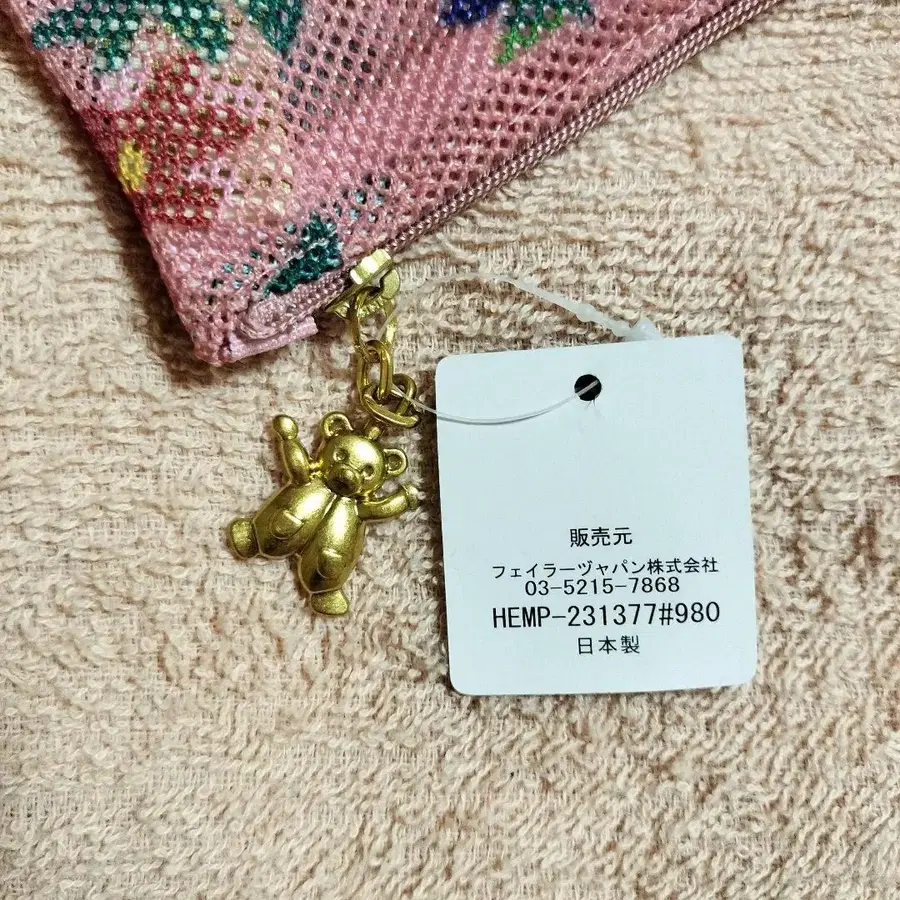 販売元
フェイラージャパン株式会社
03-5215-7868
HEMP-231377#980
日本製